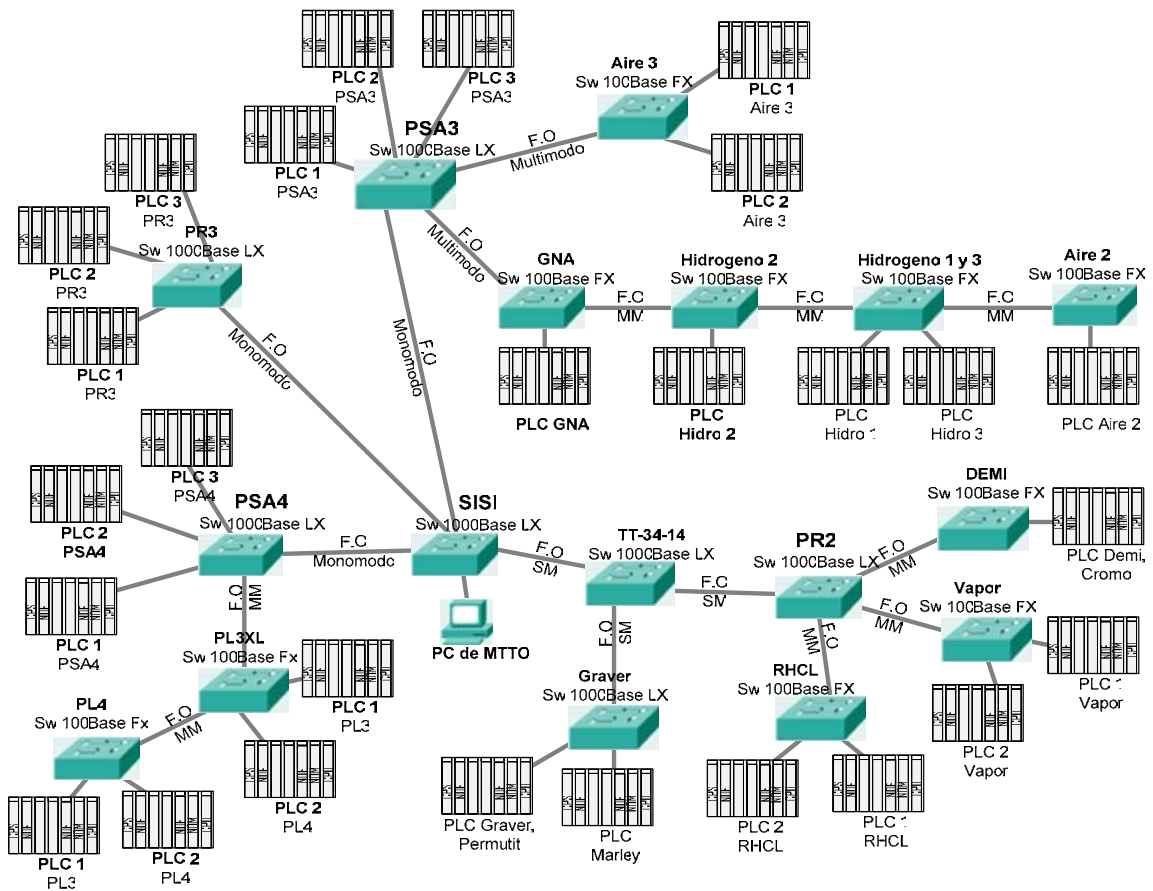 PLC 2
PSA3
PLC 3
PSA3
PLC 1
PSA3
PSA3
Sw 1000Base LX
Aire 3
Sw 100Base FX
PLC 1
Aire 3
PLC 2
Aire 3
F.O
Multimodo
F.O
Multimodo
PLC 3
PR3
PLC 2
PR3
PLC 1
PR3
PR3
Sw 1000Base LX
F.O
Monomodo
F.O
Monomodo
GNA
Sw 100Base FX
F.O
MM
Hidrogeno 2
Sw 100Base FX
F.O
MM
Hidrogeno 1 y 3
Sw 100Base FX
F.O
MM
Aire 2
Sw 100Base FX
PLC GNA
PLC
Hidro 2
PLC
Hidro 1
PLC
Hidro 3
PLC Aire 2
PLC 3
PSA4
PLC 2
PSA4
PLC 1
PSA4
PSA4
Sw 1000Base LX
F.O
Monomodo
SISI
Sw 1000Base LX
PC de MTTO
F.O
SM
TT-34-14
Sw 1000Base LX
F.O
SM
PR2
Sw 1000Base LX
F.O
MM
DEMI
Sw 100Base FX
PLC Demi,
Cromo
F.O
MM
Vapor
Sw 100Base FX
PLC 1
Vapor
PLC 2
Vapor
F.O
MM
RHCL
Sw 100Base FX
PLC 2
RHCL
PLC 1
RHCL
F.O
SM
Graver
Sw 1000Base LX
PLC Graver,
Permutit
PLC
Marley
F.O
MM
PL3XL
Sw 100Base Fx
PLC 1
PL3
PLC 2
PL4
F.O
MM
PL4
Sw 100Base Fx
PLC 1
PL3
PLC 2
PL4